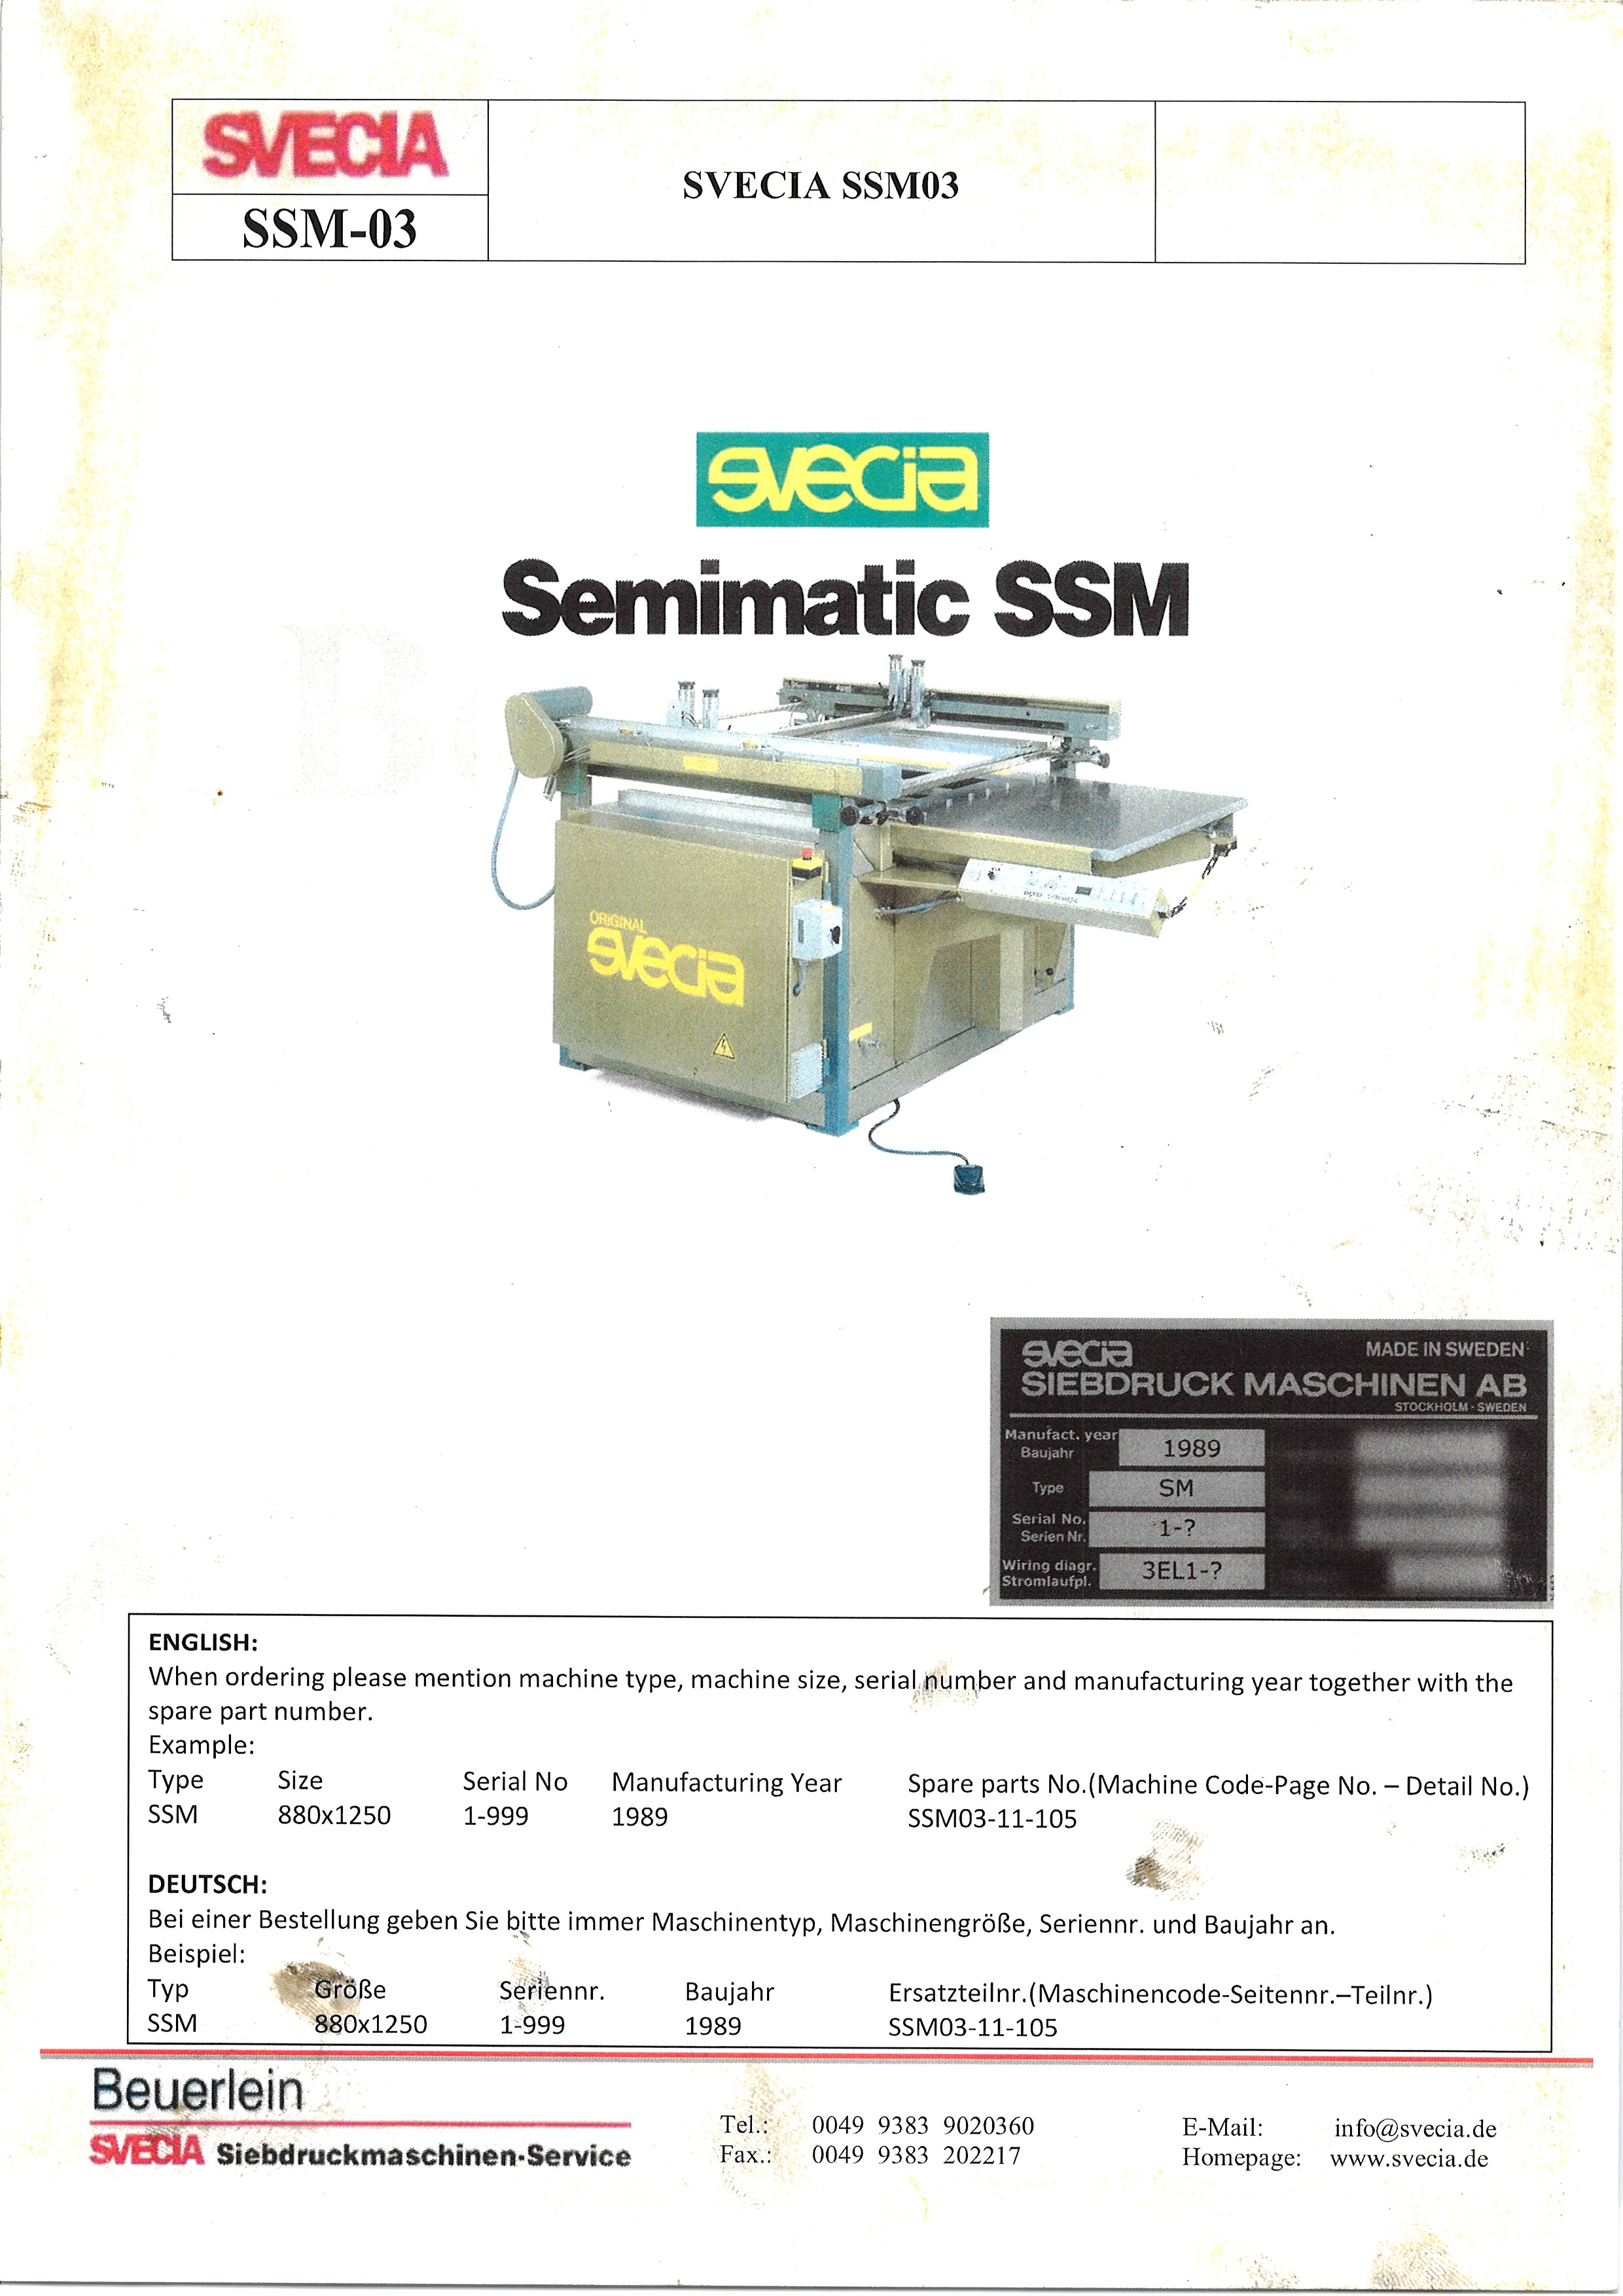 SVECIA
SSM-03
SVECIA SSM03
svecia
Semimatic SSM
ORIGINAL
svecia
svecia
MADE IN SWEDEN
SIEBDRUCK MASCHINEN AB
STOCKHOLM - SWEDEN
Manufact. year
Baujahr
1989
Type
SM
Serial No.
Serien Nr.
1-?
Wiring diagr.
Stromlaufpl.
3EL1-?
ENGLISH:
When ordering please mention machine type, machine size, serial number and manufacturing year together with the
spare part number.
Example:
Type Size Serial No Manufacturing Year Spare parts No.(Machine Code-Page No. – Detail No.)
SSM 880x1250 1-999 1989 SSM03-11-105
DEUTSCH:
Bei einer Bestellung geben Sie bitte immer Maschinentyp, Maschinengröße, Seriennr. und Baujahr an.
Beispiel:
Typ Größe Seriennr. Baujahr Ersatzteilnr.(Maschinencode-Seitennr.–Teilnr.)
SSM 880x1250 1-999 1989 SSM03-11-105
Beuerlein
SVECIA Siebdruckmaschinen-Service
Tel.: 0049 9383 9020360
Fax.: 0049 9383 202217
E-Mail: info@svecia.de
Homepage: www.svecia.de